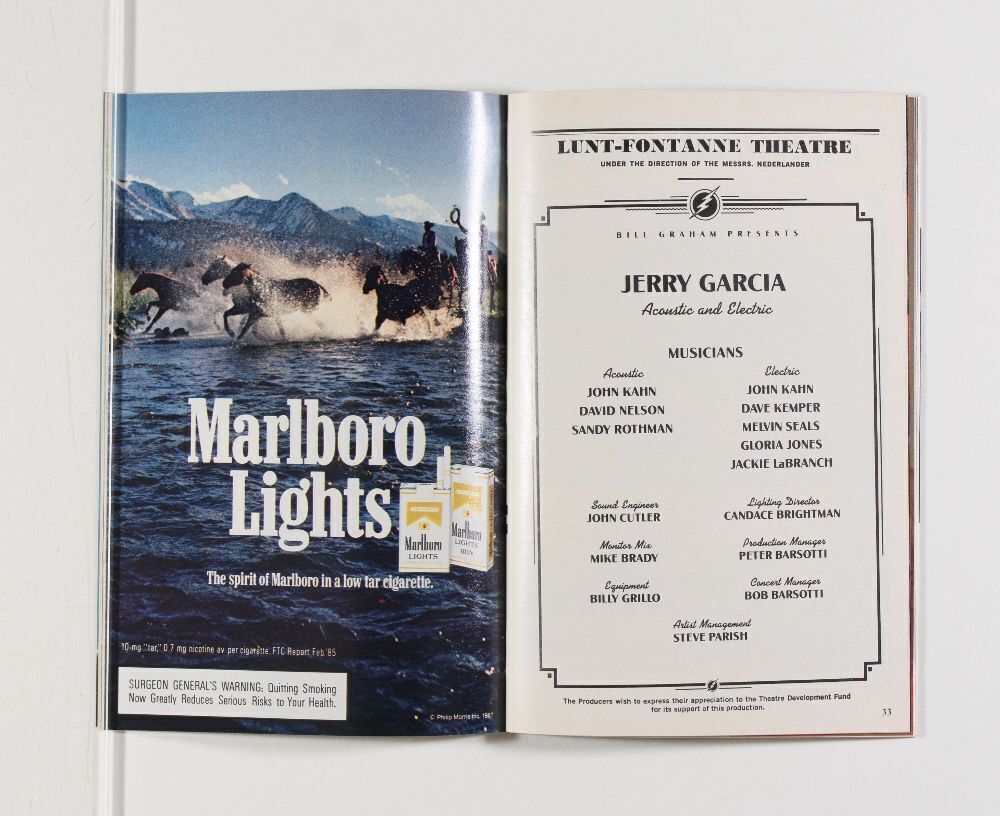 Marlboro
Lights
Marlboro
LIGHTS
Marlboro
LIGHTS
100's
The spirit of Marlboro in a low tar cigarette.
10 mg "tar," 0.7 mg nicotine av. per cigarette, FTC Report Feb. '85
SURGEON GENERAL'S WARNING: Quitting Smoking
Now Greatly Reduces Serious Risks to Your Health.
© Philip Morris Inc. 1987
LUNT-FONTANNE THEATRE
UNDER THE DIRECTION OF THE MESSRS. NEDERLANDER
BILL GRAHAM PRESENTS
JERRY GARCIA
Acoustic and Electric
MUSICIANS
Acoustic
JOHN KAHN
DAVID NELSON
SANDY ROTHMAN
Electric
JOHN KAHN
DAVE KEMPER
MELVIN SEALS
GLORIA JONES
JACKIE LaBRANCH
Sound Engineer
JOHN CUTLER
Lighting Director
CANDACE BRIGHTMAN
Monitor Mix
MIKE BRADY
Production Manager
PETER BARSOTTI
Equipment
BILLY GRILLO
Concert Manager
BOB BARSOTTI
Artist Management
STEVE PARISH
The Producers wish to express their appreciation to the Theatre Development Fund
for its support of this production.
33